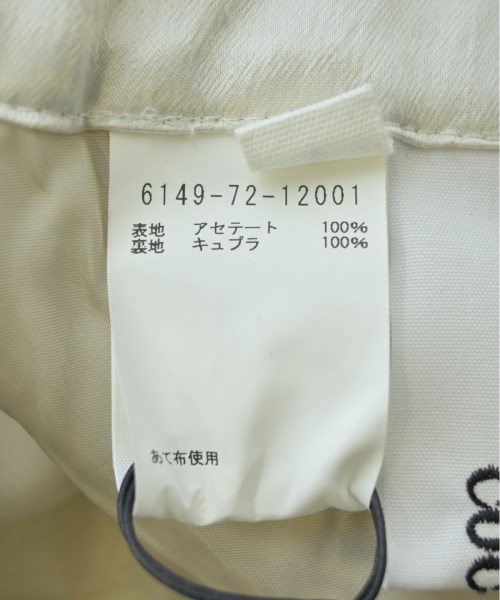 6149-72-12001
表地 アセテート 100%
裏地 キュプラ 100%
あて布使用